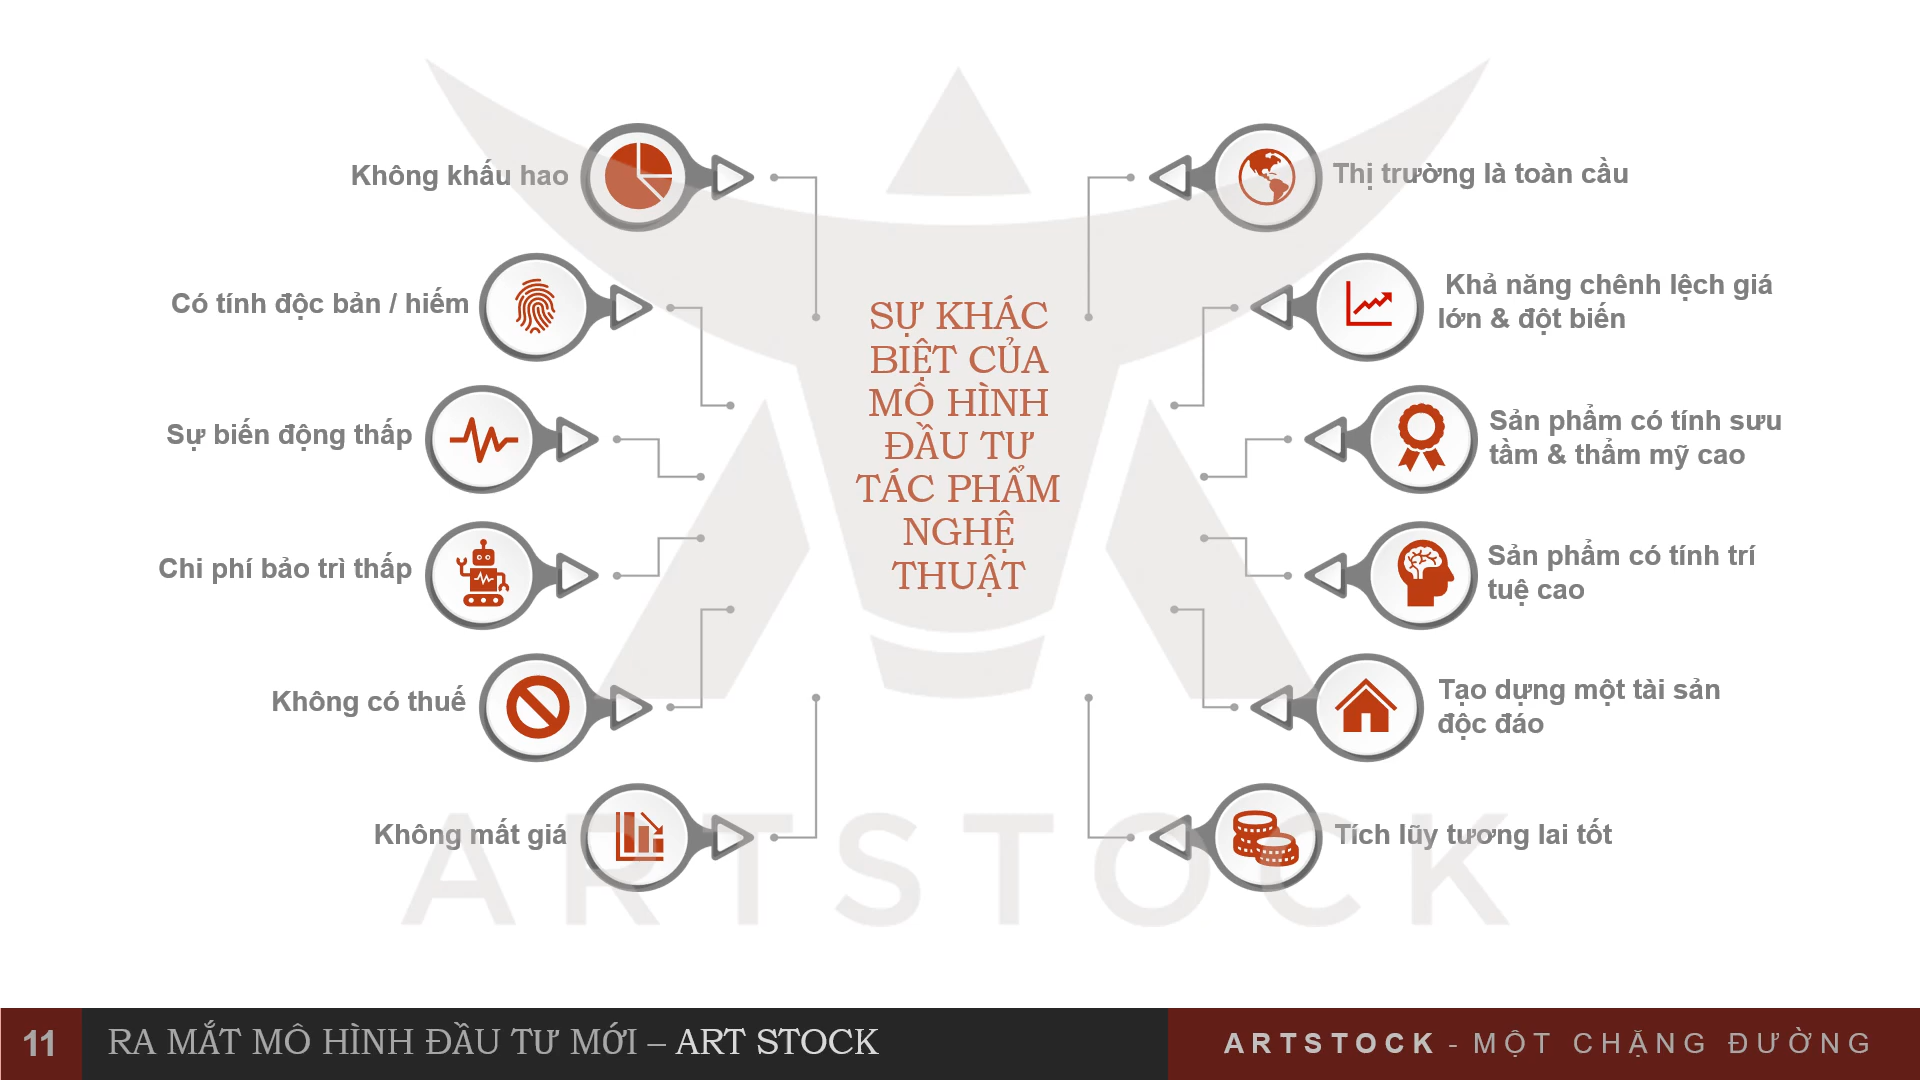 Không khấu hao
Có tính độc bản / hiếm
Sự biến động thấp
Chi phí bảo trì thấp
Không có thuế
Không mất giá
SỰ KHÁC
BIỆT CỦA
MÔ HÌNH
ĐẦU TƯ
TÁC PHẨM
NGHỆ
THUẬT
Thị trường là toàn cầu
Khả năng chênh lệch giá
lớn & đột biến
Sản phẩm có tính sưu
tầm & thẩm mỹ cao
Sản phẩm có tính trí
tuệ cao
Tạo dựng một tài sản
độc đáo
Tích lũy tương lai tốt
ARTSTOCK
11
RA MẮT MÔ HÌNH ĐẦU TƯ MỚI – ART STOCK
ARTSTOCK - MỘT CHẶNG ĐƯỜNG